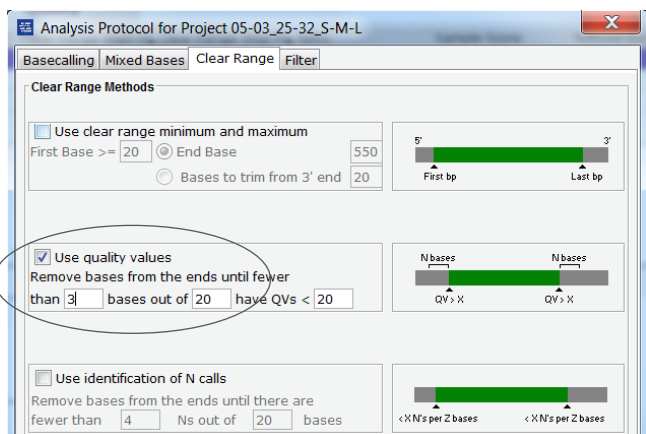 Analysis Protocol for Project 05-03_25-32_S-M-L
Basecalling Mixed Bases Clear Range Filter
Clear Range Methods
Use clear range minimum and maximum
First Base >= 20 End Base 550
Bases to trim from 3' end 20
5' 3'
First bp Last bp
Use quality values
Remove bases from the ends until fewer
than 3 bases out of 20 have QVs < 20
N bases N bases
QV > X QV > X
Use identification of N calls
Remove bases from the ends until there are
fewer than 4 Ns out of 20 bases
< X N's per Z bases < X N's per Z bases